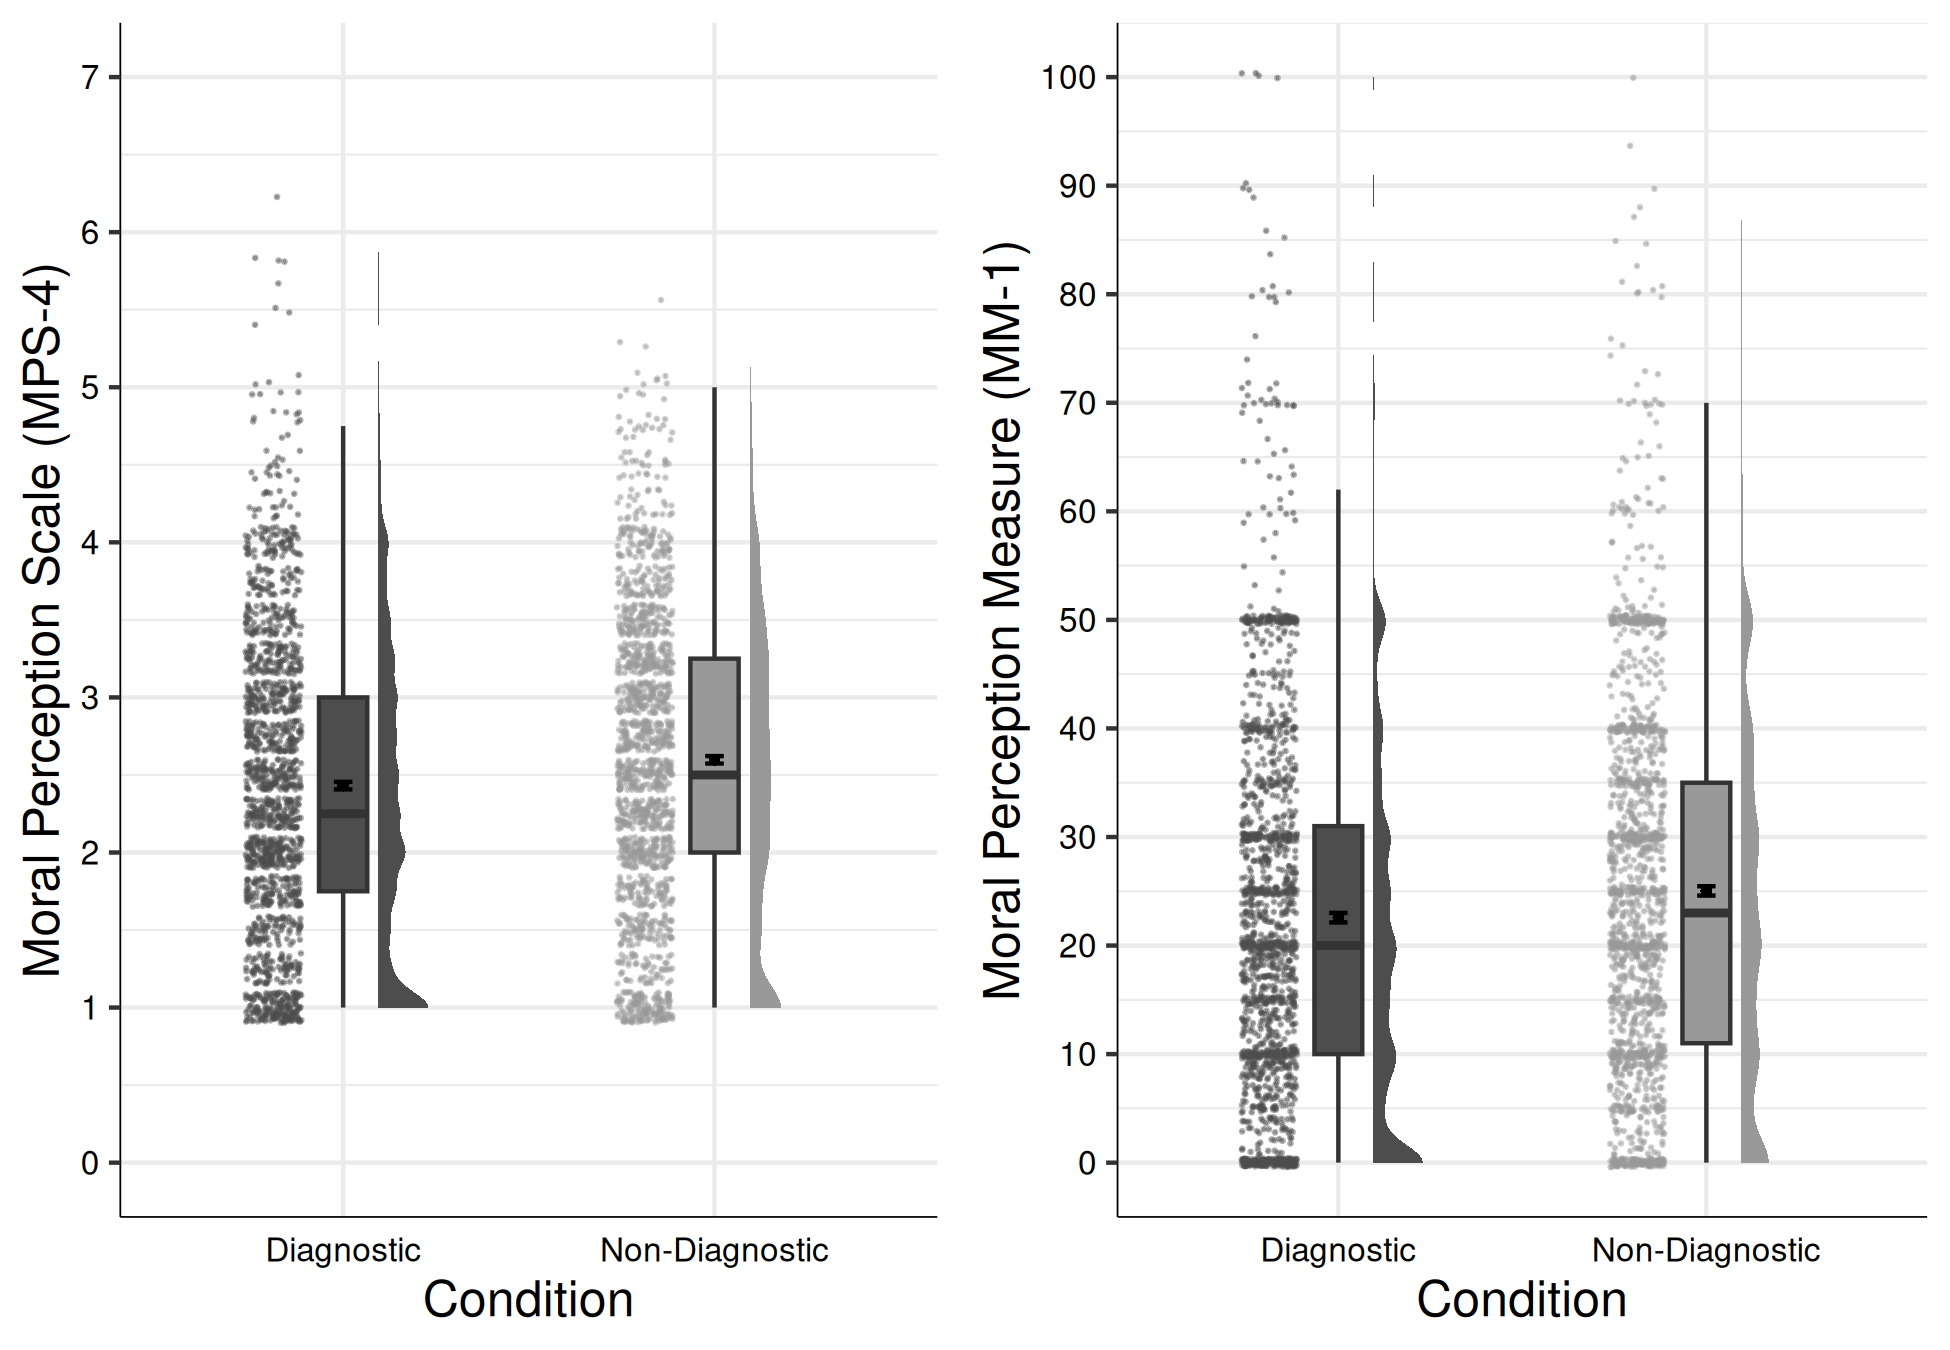 Moral Perception Scale (MPS-4)
7
6
5
4
3
2
1
0
Diagnostic
Non-Diagnostic
Condition
Moral Perception Measure (MM-1)
100
90
80
70
60
50
40
30
20
10
0
Diagnostic
Non-Diagnostic
Condition